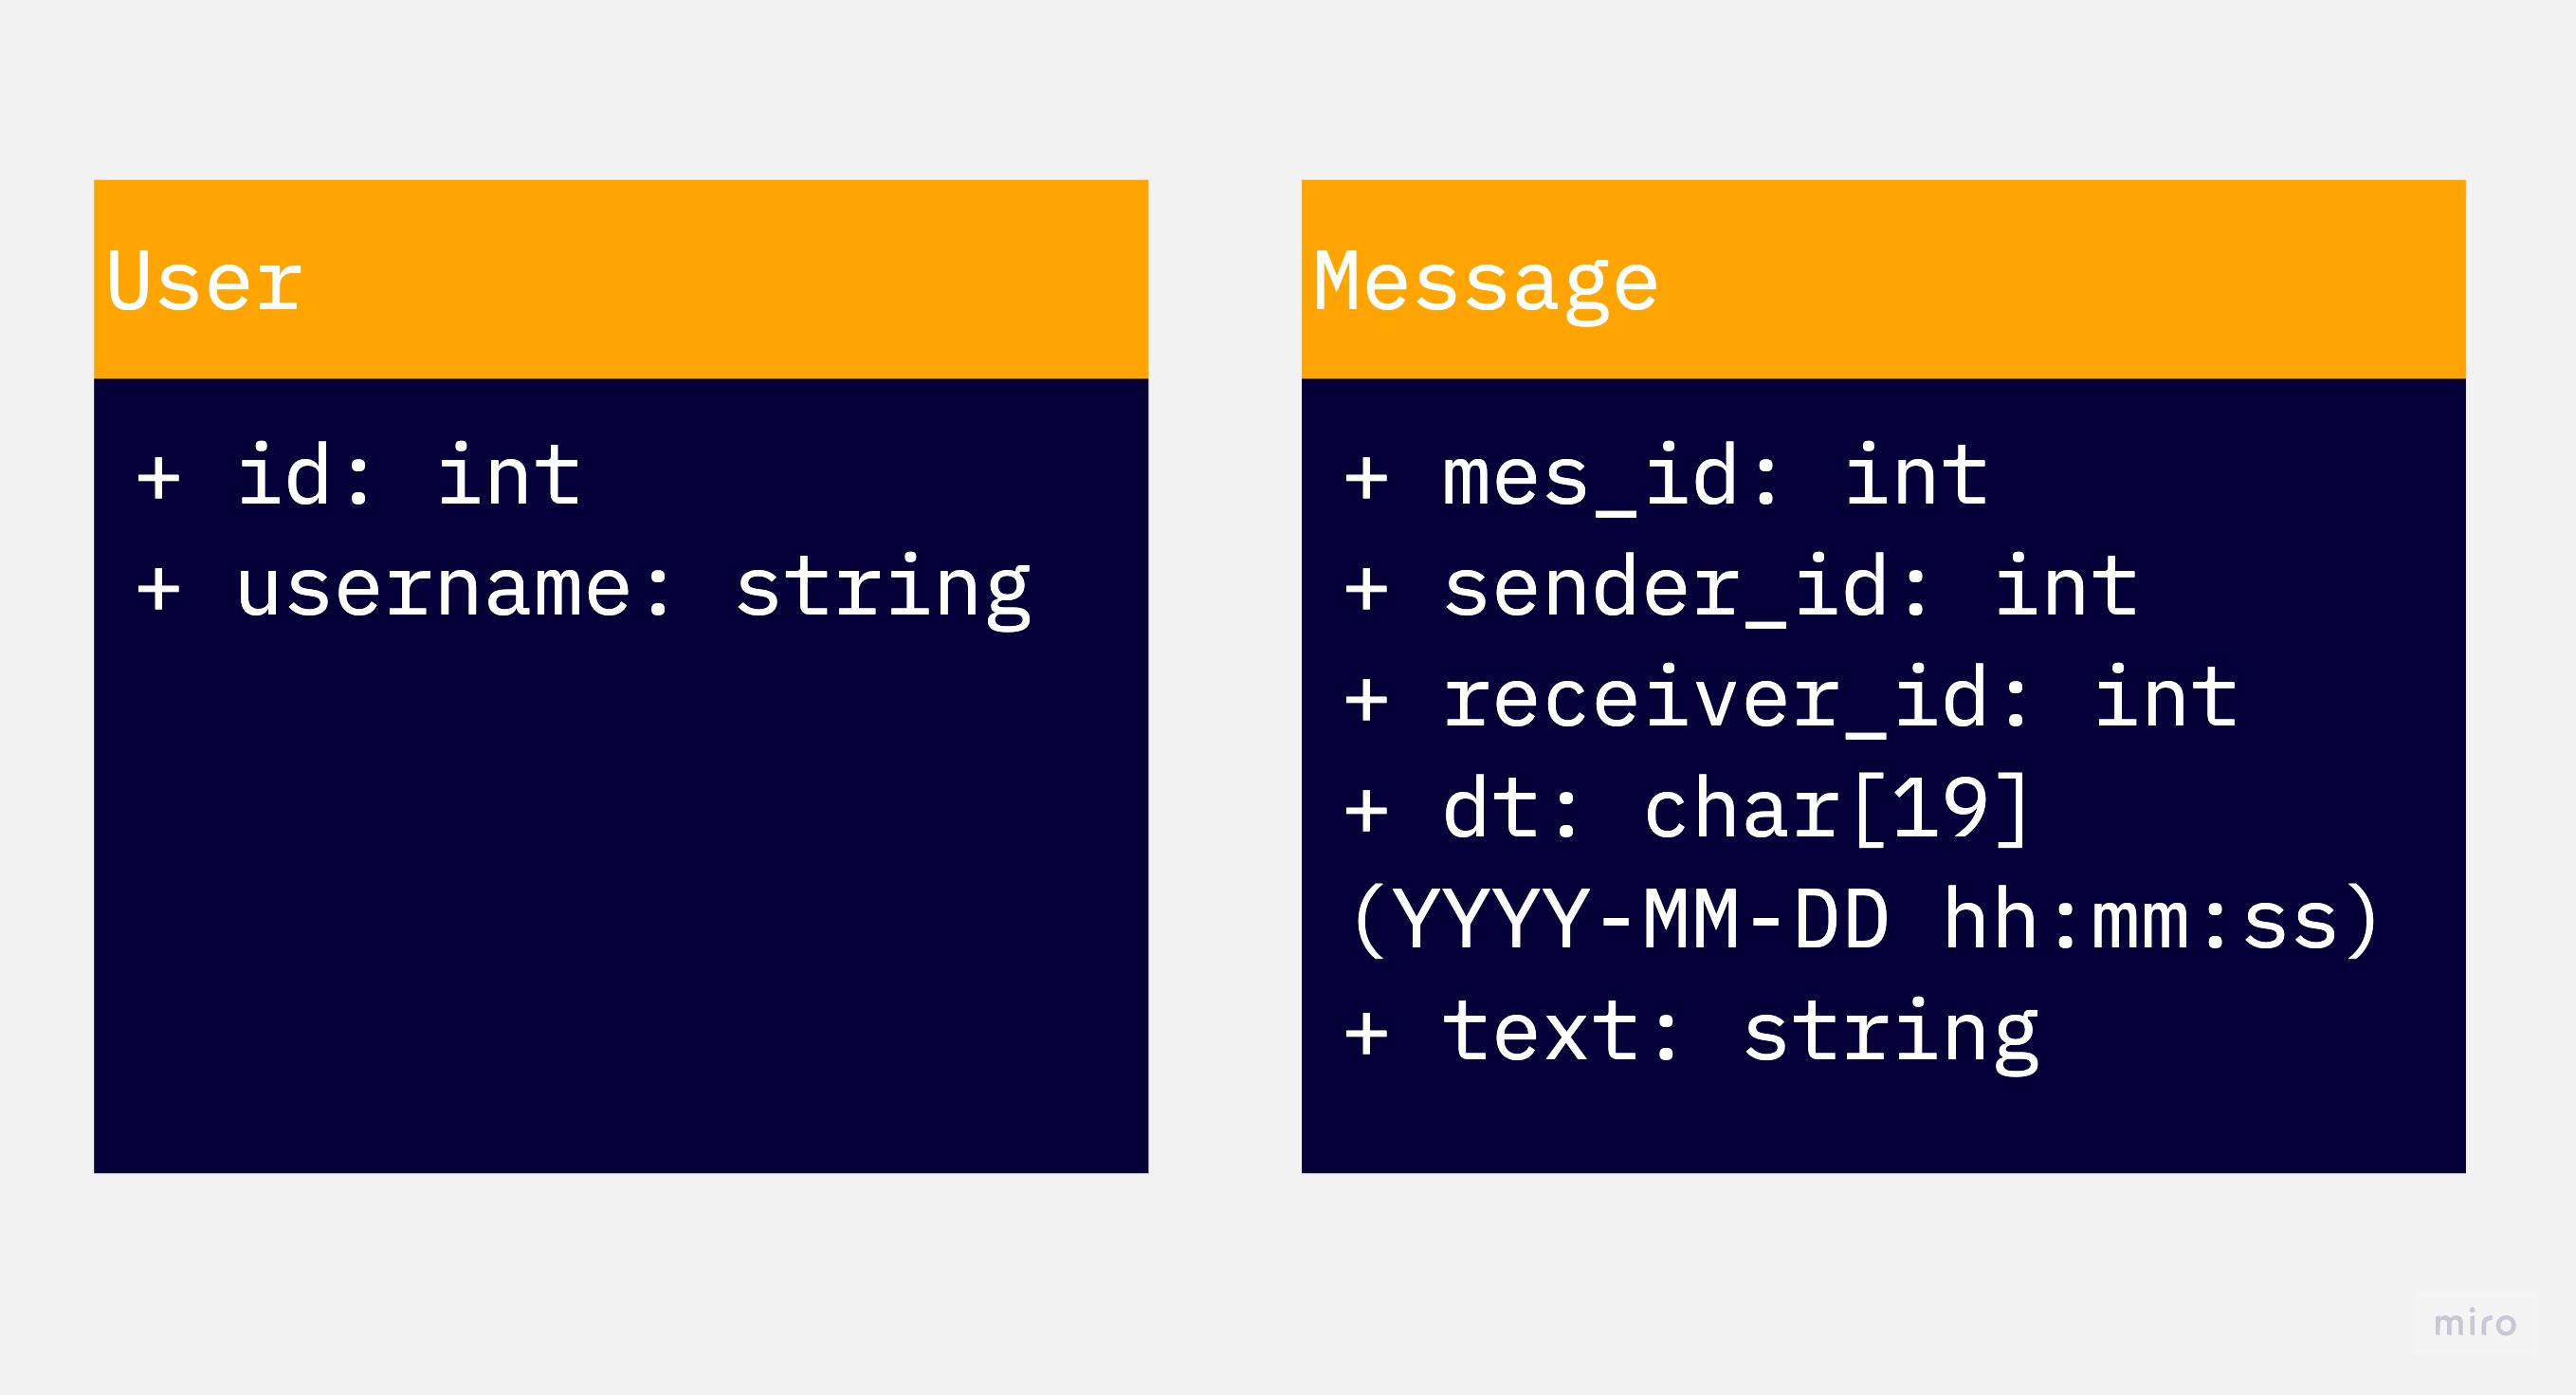 User
+ id: int
+ username: string
Message
+ mes_id: int
+ sender_id: int
+ receiver_id: int
+ dt: char[19]
(YYYY-MM-DD hh:mm:ss)
+ text: string
miro